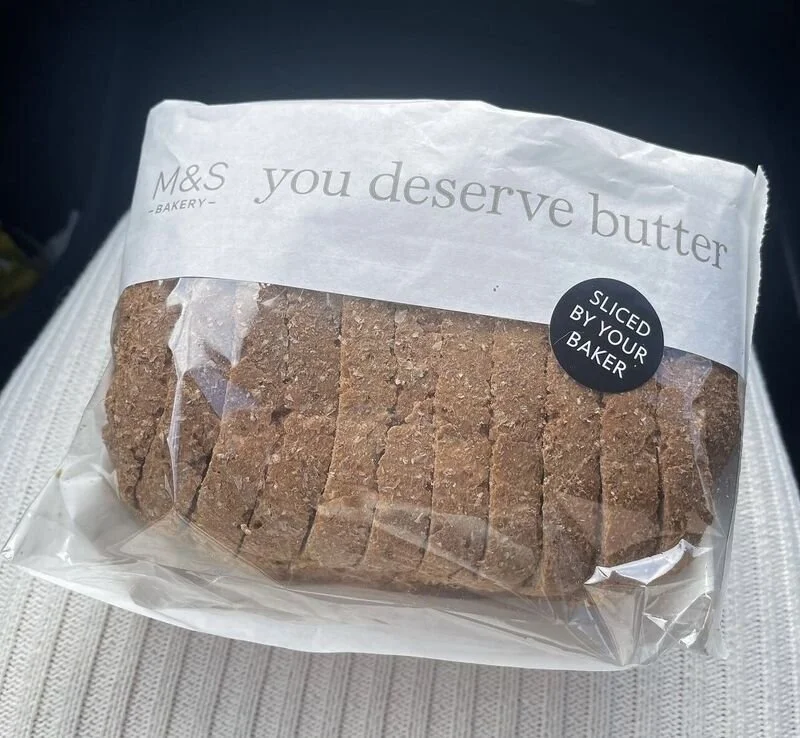 M&S
-BAKERY-
you deserve butter
SLICED
BY YOUR
BAKER